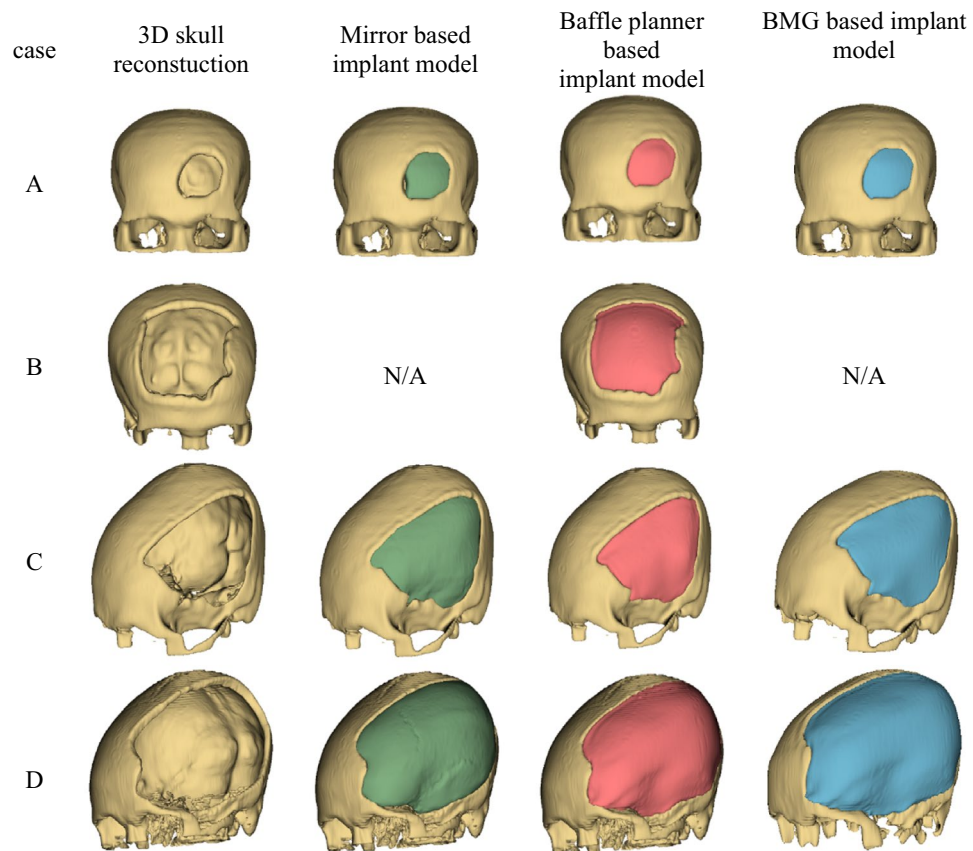 case
3D skull
reconstuction
Mirror based
implant model
Baffle planner
based
implant model
BMG based implant
model
A
B
N/A
N/A
C
D